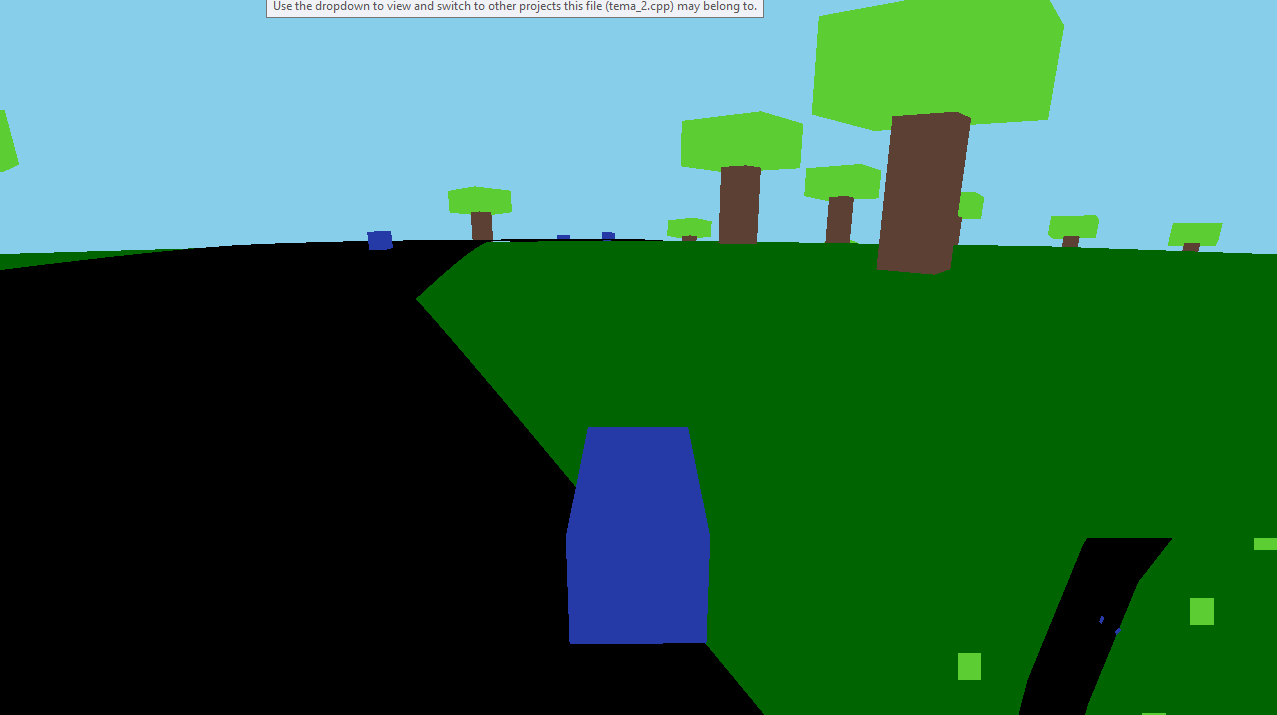 Use the dropdown to view and switch to other projects this file (tema_2.cpp) may belong to.